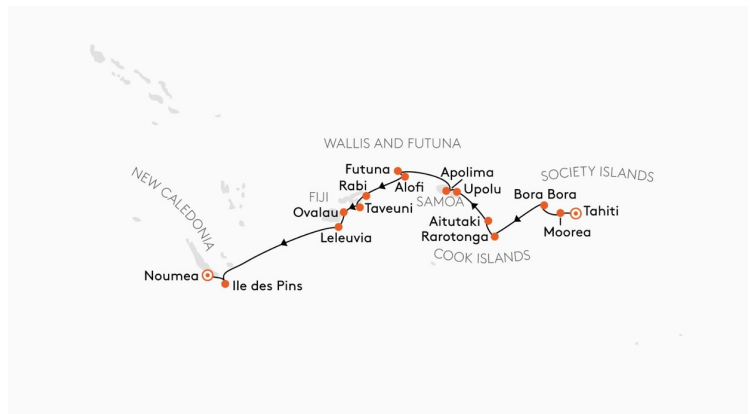 WALLIS AND FUTUNA
Futuna
Apolima
SOCIETY ISLANDS
NEW CALEDONIA
Rabi
Alofi
Upolu
Bora Bora
FIJI
SAMOA
Ovalau
Taveuni
Tahiti
Aitutaki
Moorea
Leleuvia
Rarotonga
COOK ISLANDS
Noumea
Ile des Pins